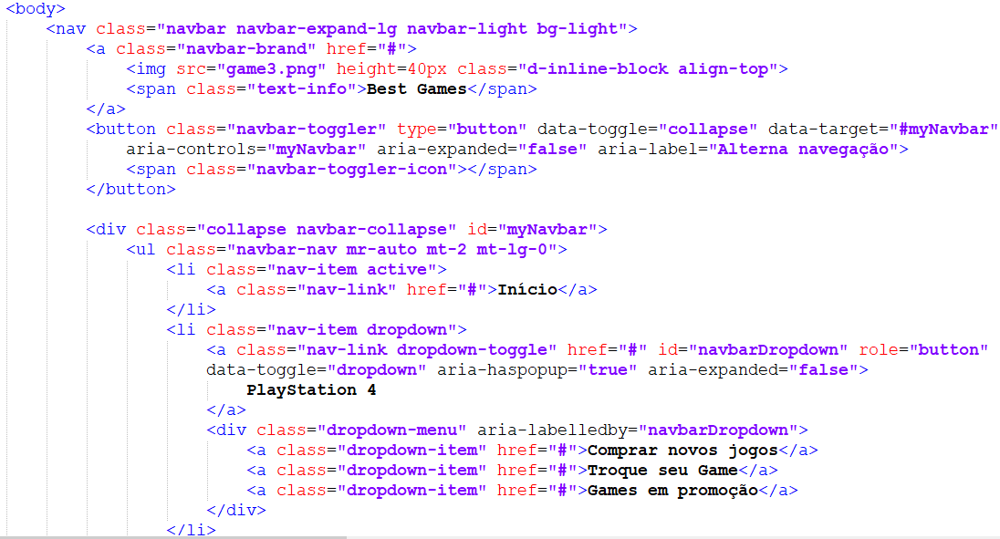 <body>
<nav class="navbar navbar-expand-lg navbar-light bg-light">
<a class="navbar-brand" href="#">
<img src="game3.png" height=40px class="d-inline-block align-top">
<span class="text-info">Best Games</span>
</a>
<button class="navbar-toggler" type="button" data-toggle="collapse" data-target="#myNavbar"
aria-controls="myNavbar" aria-expanded="false" aria-label="Alterna navegação">
<span class="navbar-toggler-icon"></span>
</button>
<div class="collapse navbar-collapse" id="myNavbar">
<ul class="navbar-nav mr-auto mt-2 mt-lg-0">
<li class="nav-item active">
<a class="nav-link" href="#">Início</a>
</li>
<li class="nav-item dropdown">
<a class="nav-link dropdown-toggle" href="#" id="navbarDropdown" role="button"
data-toggle="dropdown" aria-haspopup="true" aria-expanded="false">
PlayStation 4
</a>
<div class="dropdown-menu" aria-labelledby="navbarDropdown">
<a class="dropdown-item" href="#">Comprar novos jogos</a>
<a class="dropdown-item" href="#">Troque seu Game</a>
<a class="dropdown-item" href="#">Games em promoção</a>
</div>
</li>